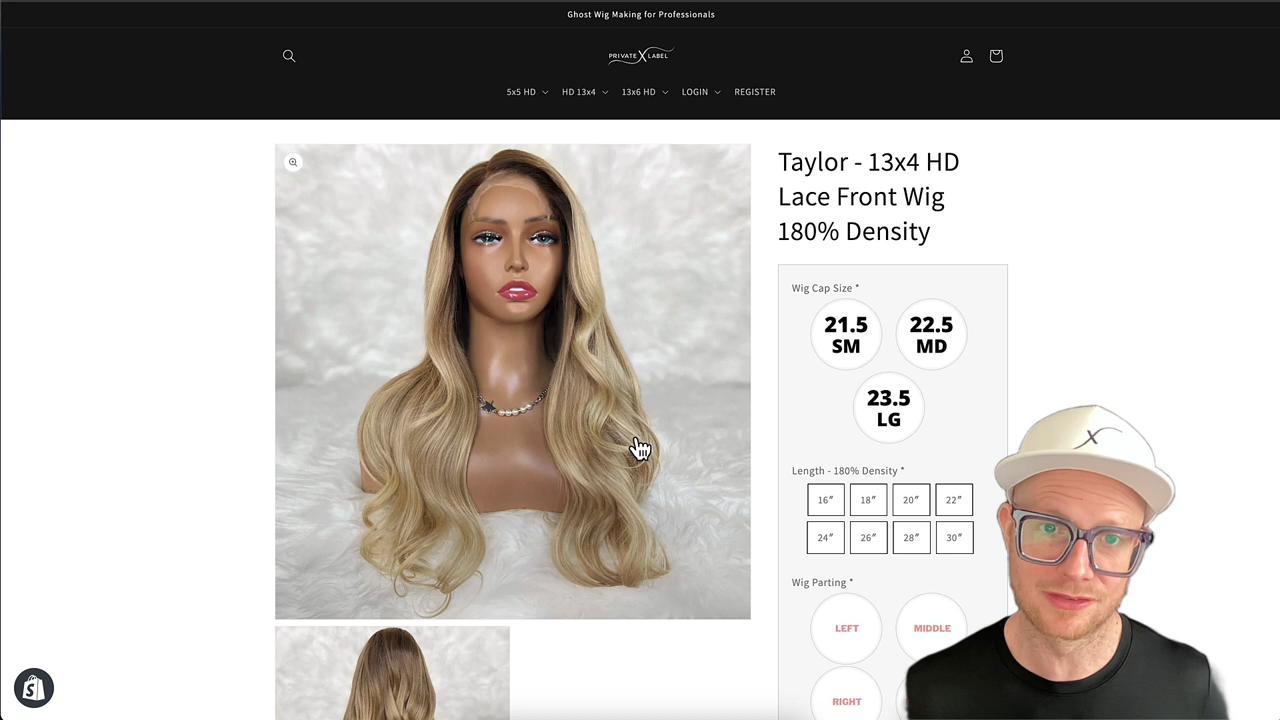 Ghost Wig Making for Professionals
PRIVATE X LABEL
5x5 HD HD 13x4 13x6 HD LOGIN REGISTER
Taylor - 13x4 HD
Lace Front Wig
180% Density
Wig Cap Size *
21.5 SM
22.5 MD
23.5 LG
Length - 180% Density *
16″ 18″ 20″ 22″
24″ 26″ 28″ 30″
Wig Parting *
LEFT MIDDLE
RIGHT
X